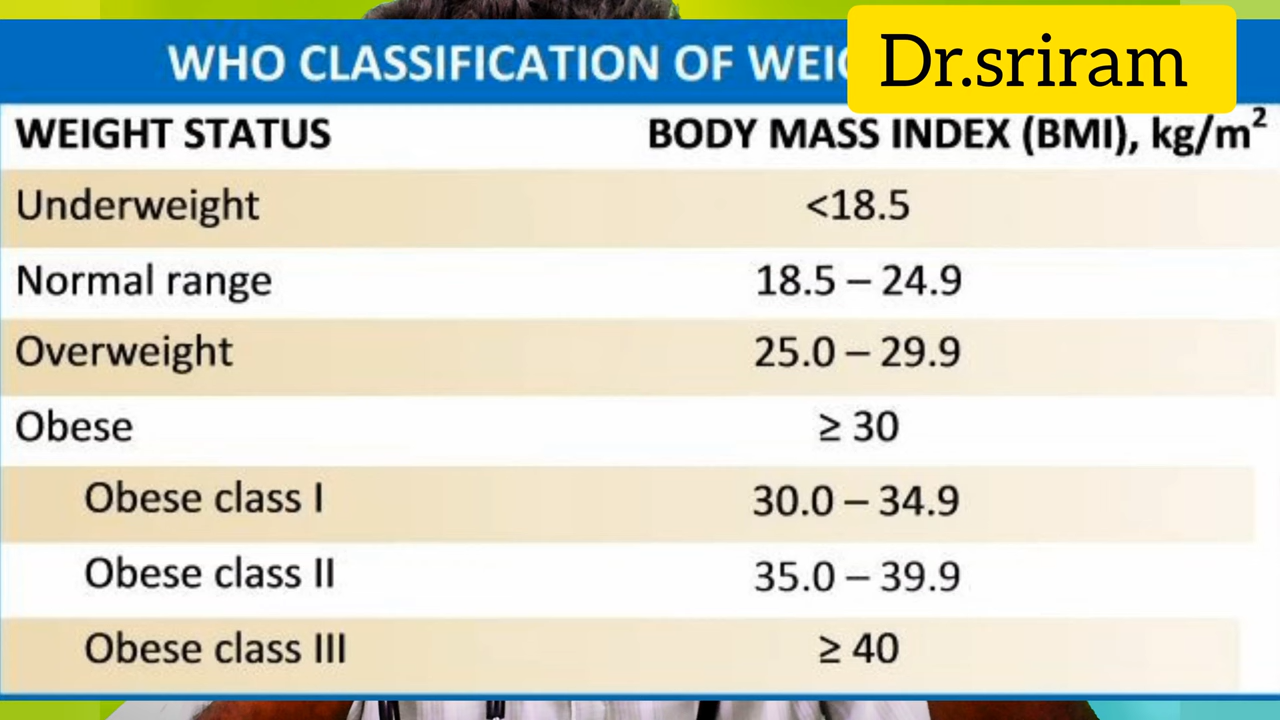 WHO CLASSIFICATION OF
Dr.sriram
WEIGHT STATUS BODY MASS INDEX (BMI), kg/m²
Underweight <18.5
Normal range 18.5 – 24.9
Overweight 25.0 – 29.9
Obese ≥ 30
Obese class I 30.0 – 34.9
Obese class II 35.0 – 39.9
Obese class III ≥ 40